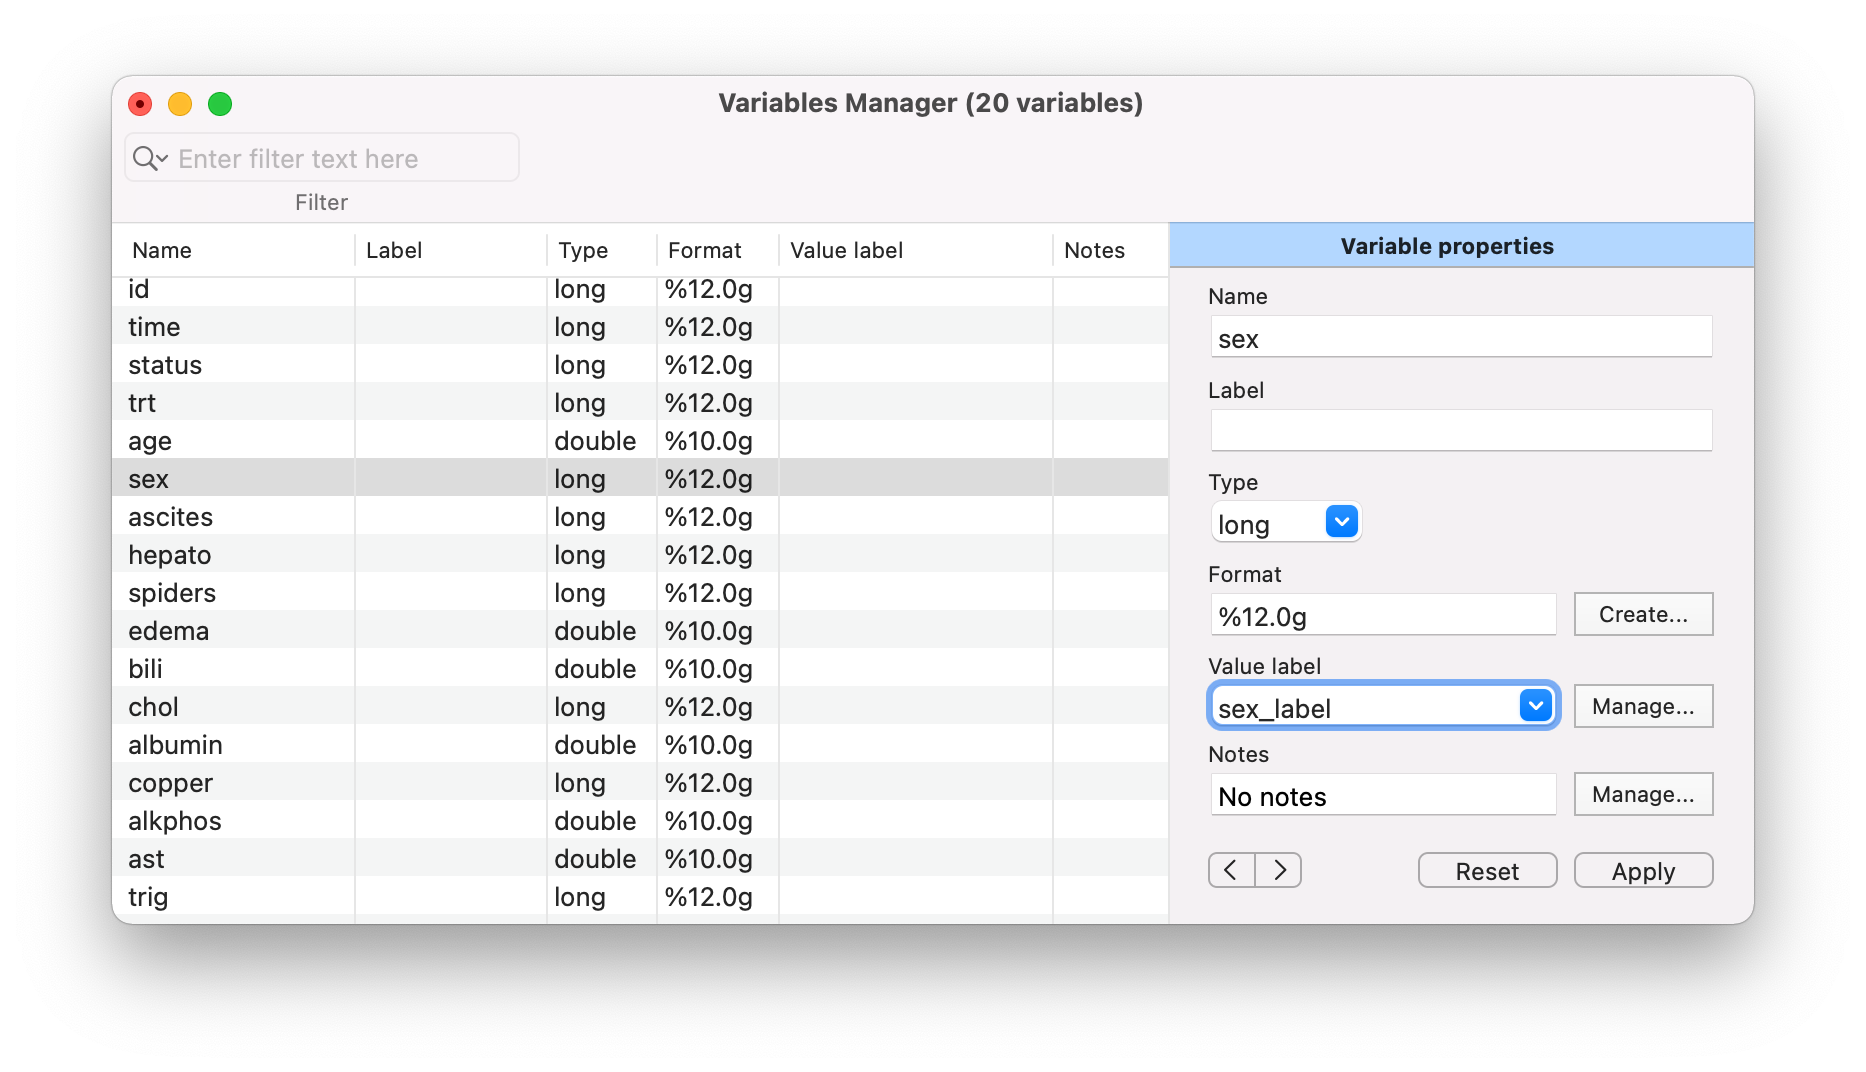 Variables Manager (20 variables)
Enter filter text here
Filter
Name Label Type Format Value label Notes
id long %12.0g
time long %12.0g
status long %12.0g
trt long %12.0g
age double %10.0g
sex long %12.0g
ascites long %12.0g
hepato long %12.0g
spiders long %12.0g
edema double %10.0g
bili double %10.0g
chol long %12.0g
albumin double %10.0g
copper long %12.0g
alkphos double %10.0g
ast double %10.0g
trig long %12.0g
Variable properties
Name
sex
Label
Type
long
Format
%12.0g Create...
Value label
sex_label Manage...
Notes
No notes Manage...
Reset Apply